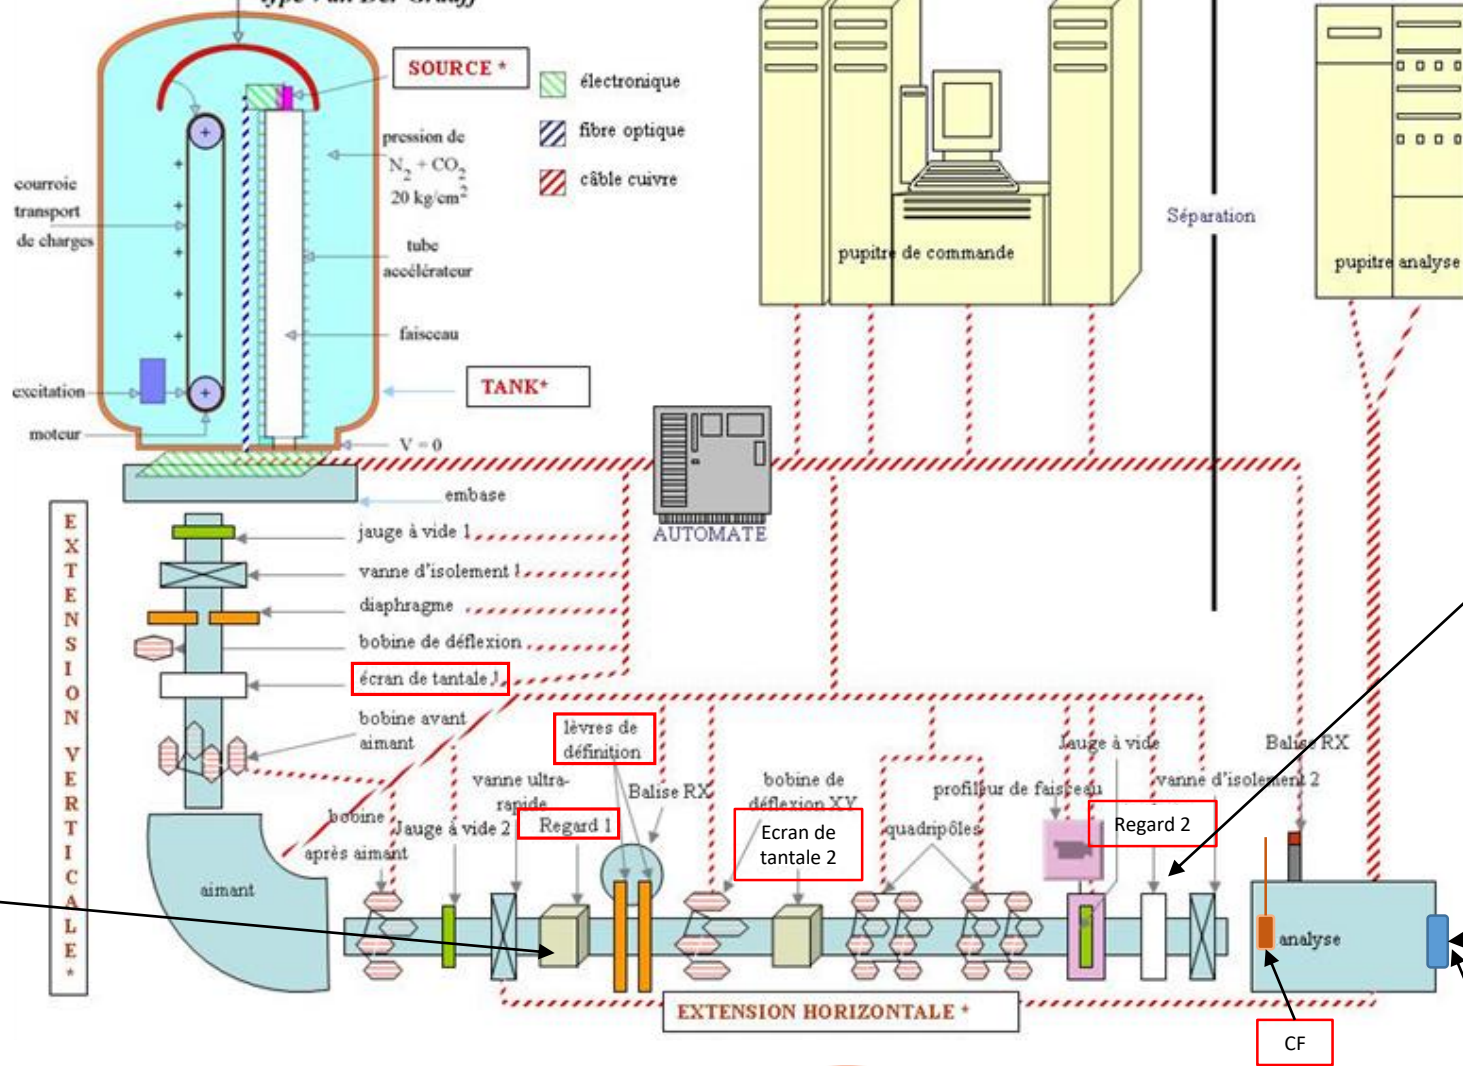 type Van Der Graaff
SOURCE *
électronique
fibre optique
câble cuivre
pression de
N2 + CO2
20 kg/cm2
courroie
transport
de charges
tube
accélérateur
faisceau
excitation
moteur
TANK*
V = 0
embase
pupitre de commande
Séparation
pupitre analyse
AUTOMATE
EXTENSION VERTICALE *
jauge à vide 1
vanne d'isolement 1
diaphragme
bobine de déflexion
écran de tantale 1
bobine avant
aimant
aimant
bobine
après aimant
Jauge à vide 2
vanne ultra-
rapide
Regard 1
lèvres de
définition
Balise RX
bobine de
déflexion XY
Ecran de
tantale 2
quadripôles
profileur de faisceau
Jauge à vide
Regard 2
vanne d'isolement 2
Balise RX
analyse
EXTENSION HORIZONTALE *
CF